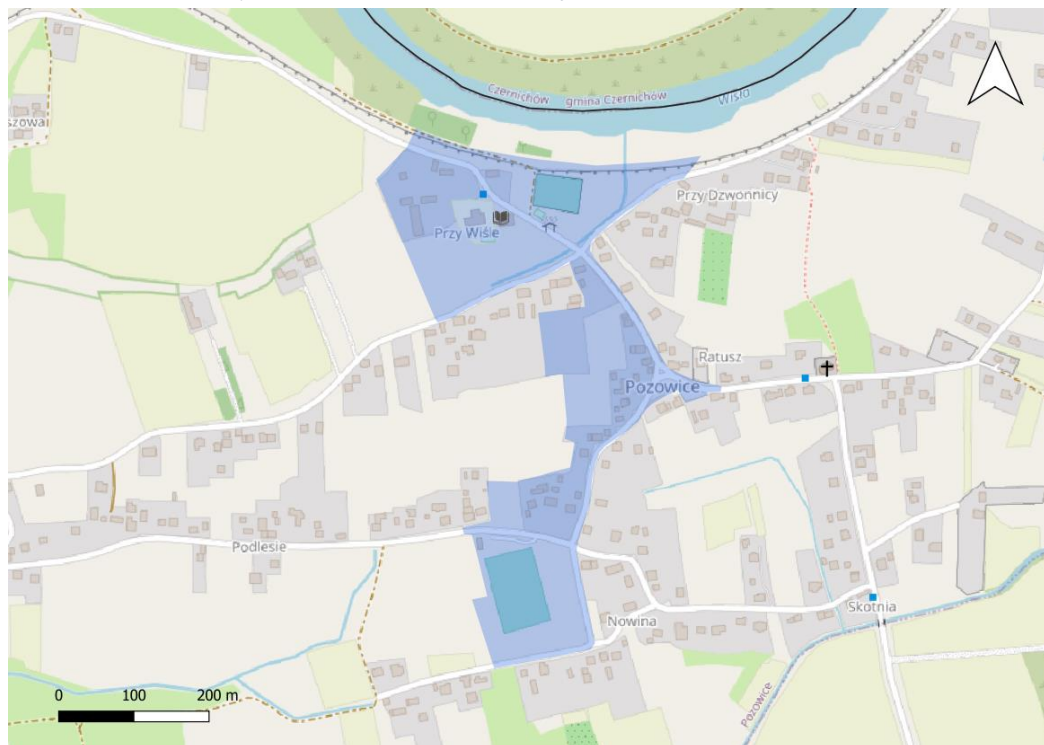 Czernichów
gmina Czernichów
Wisła
szowa
Przy Dzwonnicy
Przy Wiśle
Ratusz
Pozowice
Podlesie
Skotnia
Nowina
Pozowice
0 100 200 m